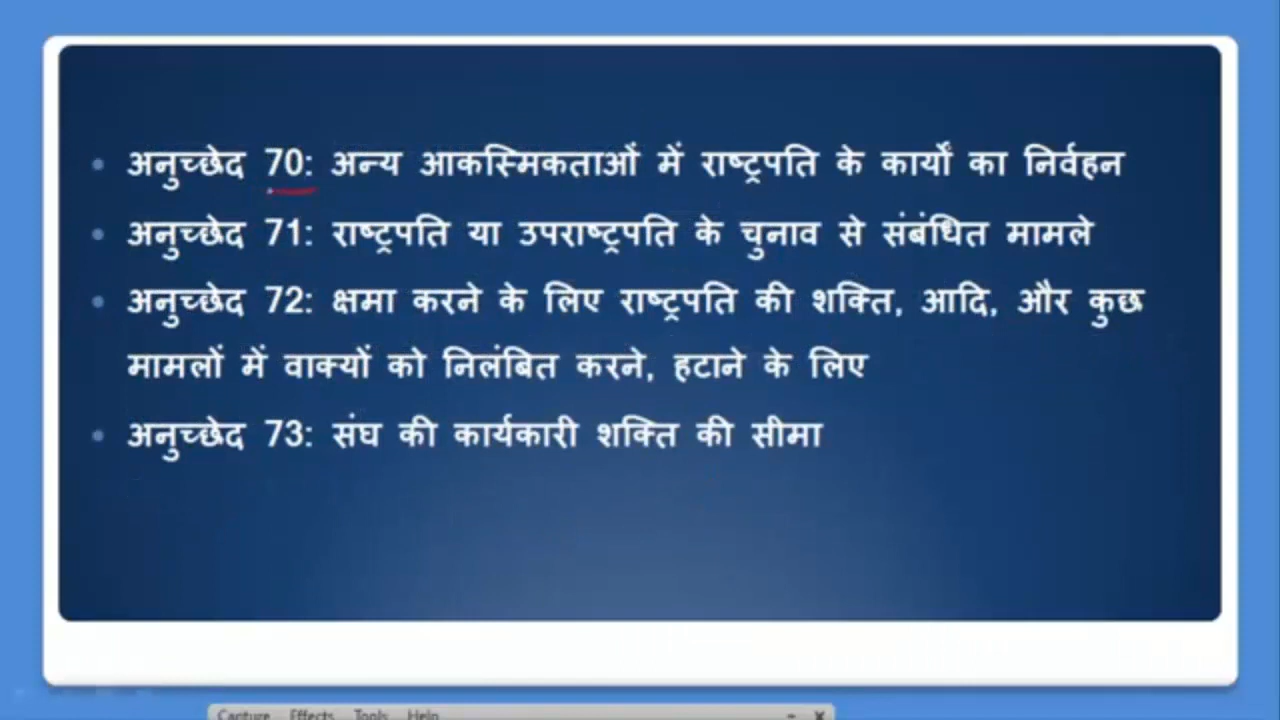 अनुच्छेद 70: अन्य आकस्मिकताओं में राष्ट्रपति के कार्यों का निर्वहन
अनुच्छेद 71: राष्ट्रपति या उपराष्ट्रपति के चुनाव से संबंधित मामले
अनुच्छेद 72: क्षमा करने के लिए राष्ट्रपति की शक्ति, आदि, और कुछ
मामलों में वाक्यों को निलंबित करने, हटाने के लिए
अनुच्छेद 73: संघ की कार्यकारी शक्ति की सीमा
Capture Effects Tools Help